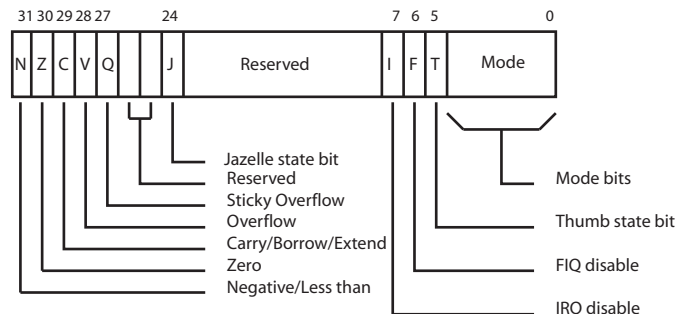 31 30 29 28 27 24 7 6 5 0
N Z C V Q J Reserved I F T Mode
Jazelle state bit
Reserved
Sticky Overflow
Overflow
Carry/Borrow/Extend
Zero
Negative/Less than
Mode bits
Thumb state bit
FIQ disable
IRQ disable